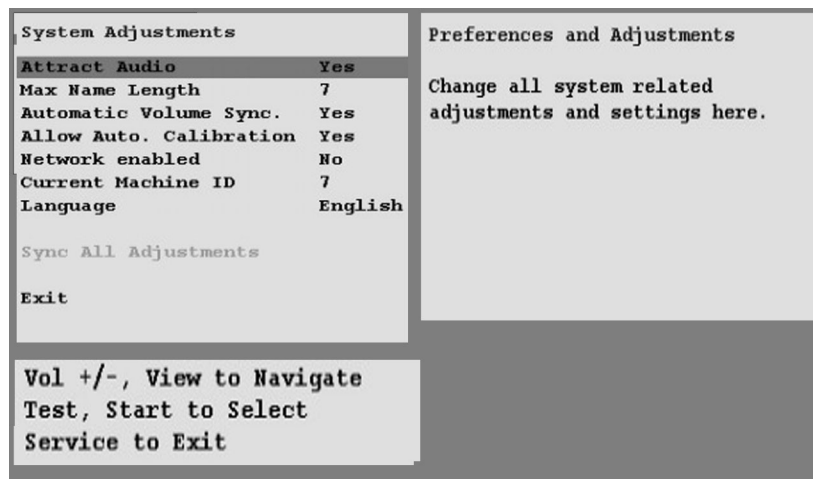 System Adjustments
Attract Audio Yes
Max Name Length 7
Automatic Volume Sync. Yes
Allow Auto. Calibration Yes
Network enabled No
Current Machine ID 7
Language English
Sync All Adjustments
Exit
Preferences and Adjustments
Change all system related
adjustments and settings here.
Vol +/-, View to Navigate
Test, Start to Select
Service to Exit